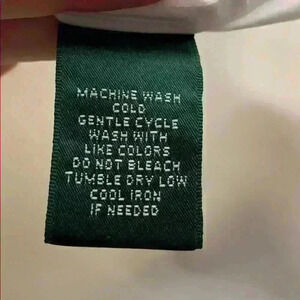 MACHINE WASH
COLD
GENTLE CYCLE
WASH WITH
LIKE COLORS
DO NOT BLEACH
TUMBLE DRY LOW
COOL IRON
IF NEEDED